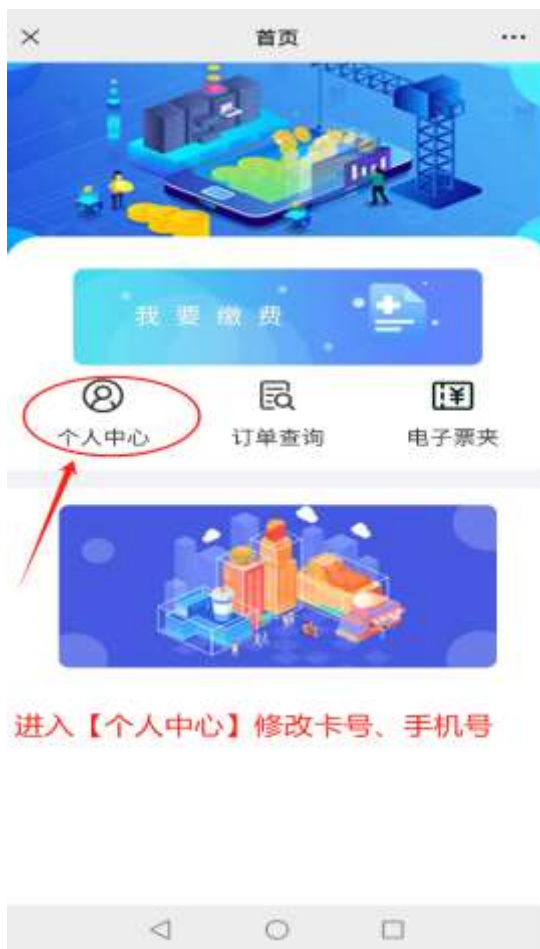 首页
我要缴费
个人中心
订单查询
电子票夹
进入【个人中心】修改卡号、手机号